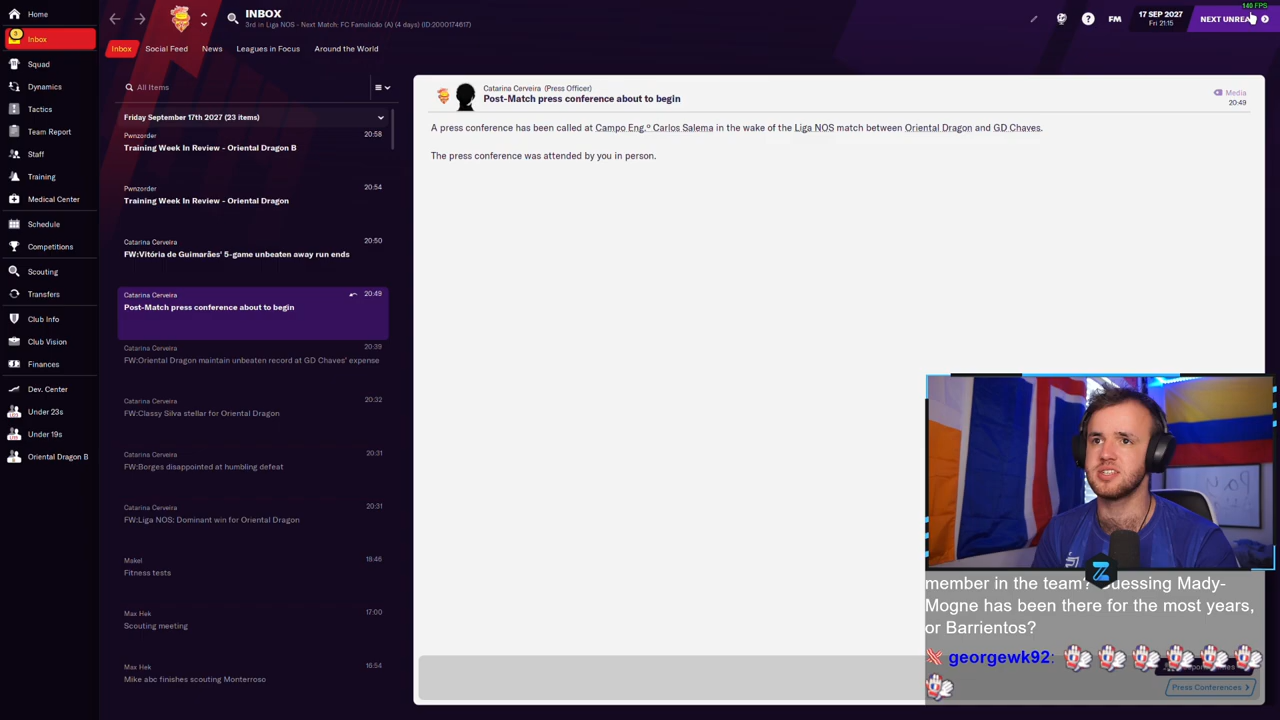 140 FPS
Home
INBOX
3rd in Liga NOS - Next Match: FC Famalicão (A) (4 days) (ID:2000174617)
FM
17 SEP 2027
Fri 21:15
NEXT
3
Inbox
Squad
Dynamics
Tactics
Team Report
Staff
Training
Medical Center
Schedule
Competitions
Scouting
Transfers
Club Info
Club Vision
Finances
Dev. Center
Under 23s
Under 19s
Oriental Dragon B
Inbox
Social Feed
News
Leagues in Focus
Around the World
All Items
Friday September 17th 2027 (23 items)
Pwnzorder 20:58
Training Week In Review - Oriental Dragon B
Pwnzorder 20:54
Training Week In Review - Oriental Dragon
Catarina Cerveira 20:50
FW:Vitória de Guimarães' 5-game unbeaten away run ends
Catarina Cerveira 20:49
Post-Match press conference about to begin
Catarina Cerveira 20:39
FW:Oriental Dragon maintain unbeaten record at GD Chaves' expense
Catarina Cerveira 20:32
FW:Classy Silva stellar for Oriental Dragon
Catarina Cerveira 20:31
FW:Borges disappointed at humbling defeat
Catarina Cerveira 20:31
FW:Liga NOS: Dominant win for Oriental Dragon
Makel 18:46
Fitness tests
Max Hek 17:00
Scouting meeting
Max Hek 16:54
Mike abc finishes scouting Monterroso
Catarina Cerveira (Press Officer)
Post-Match press conference about to begin
Media
20:49
A press conference has been called at Campo Eng.º Carlos Salema in the wake of the Liga NOS match between Oriental Dragon and GD Chaves.
The press conference was attended by you in person.
member in the team? Guessing Mady-
Mogne has been there for the most years,
or Barrientos?
georgewk92:
Press Conferences